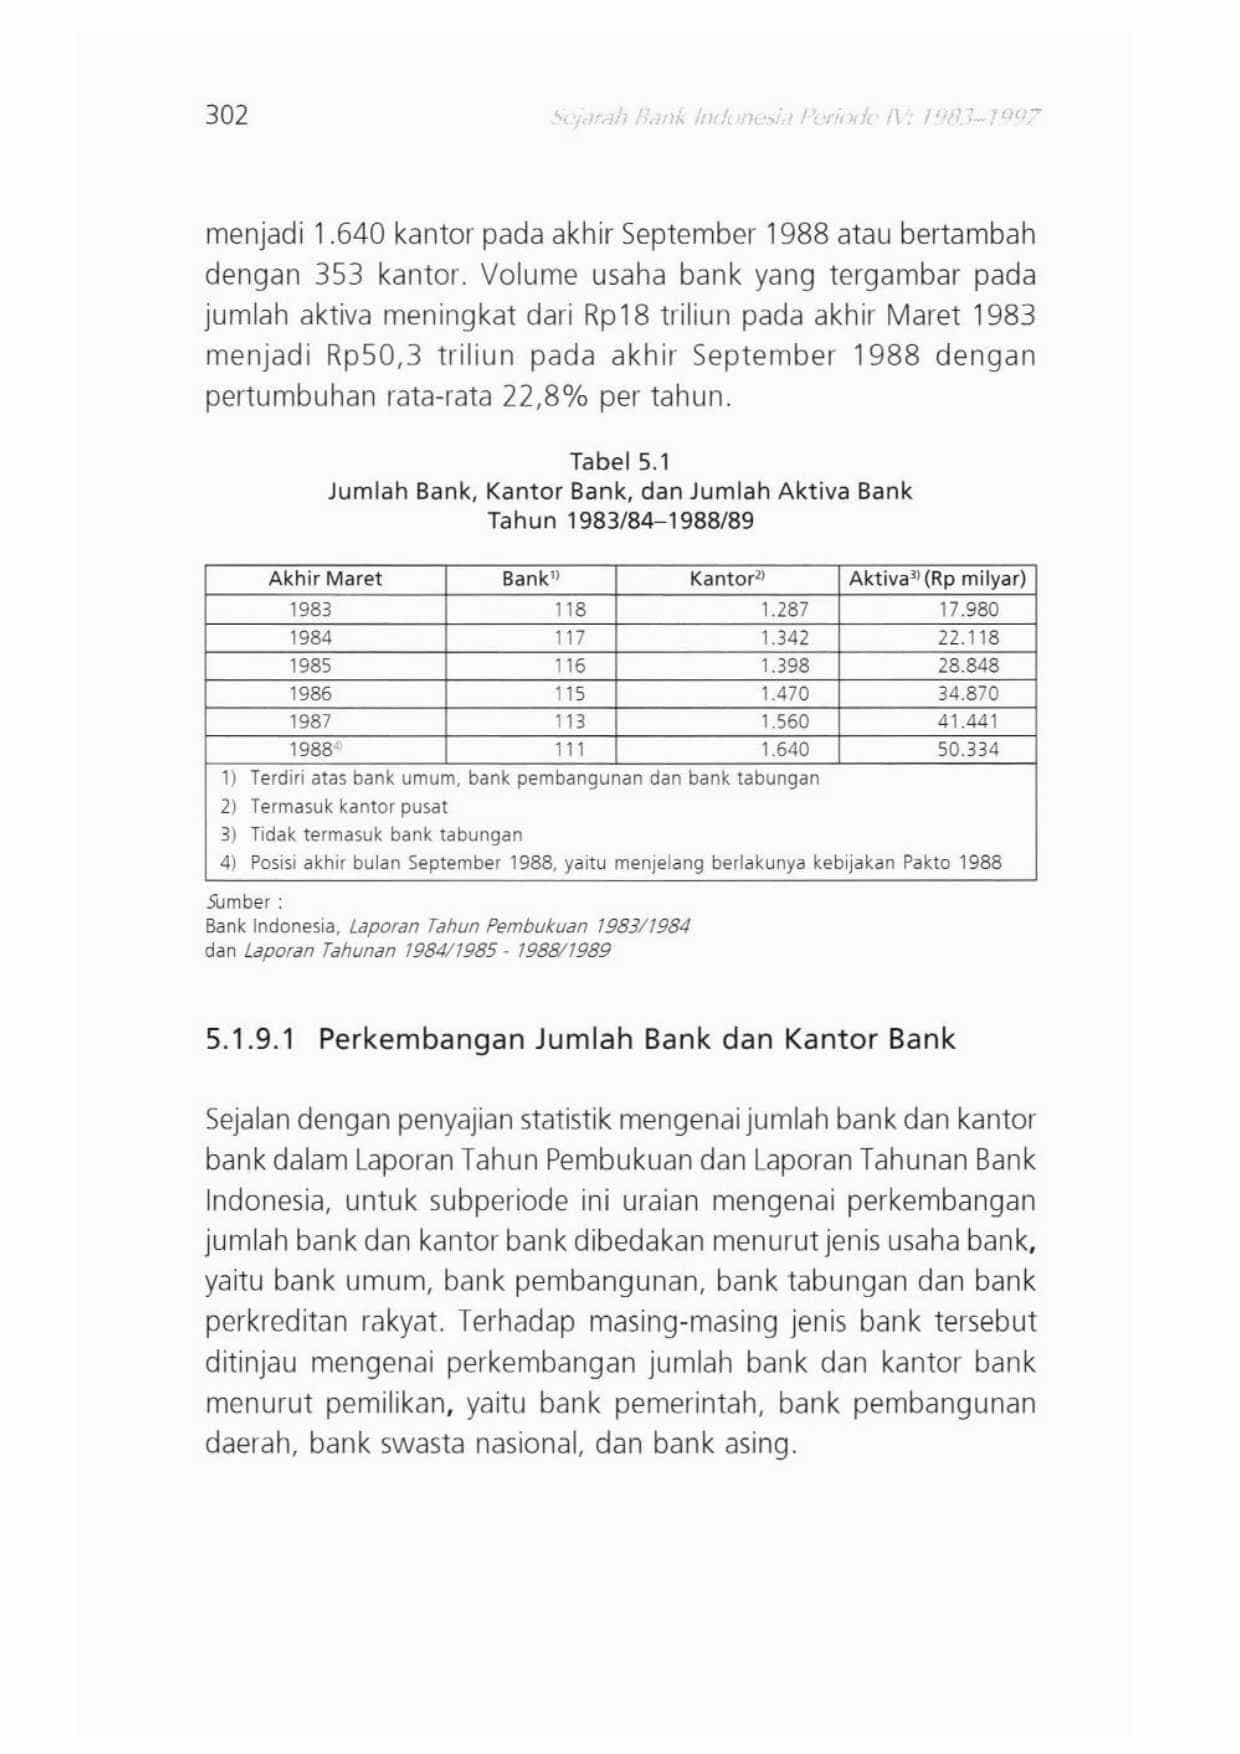 302 Sejarah Bank Indonesia Periode IV: 1983–1997
menjadi 1.640 kantor pada akhir September 1988 atau bertambah
dengan 353 kantor. Volume usaha bank yang tergambar pada
jumlah aktiva meningkat dari Rp18 triliun pada akhir Maret 1983
menjadi Rp50,3 triliun pada akhir September 1988 dengan
pertumbuhan rata-rata 22,8% per tahun.
Tabel 5.1
Jumlah Bank, Kantor Bank, dan Jumlah Aktiva Bank
Tahun 1983/84–1988/89
Akhir Maret Bank1) Kantor2) Aktiva3) (Rp milyar)
1983 118 1.287 17.980
1984 117 1.342 22.118
1985 116 1.398 28.848
1986 115 1.470 34.870
1987 113 1.560 41.441
19884) 111 1.640 50.334
1) Terdiri atas bank umum, bank pembangunan dan bank tabungan
2) Termasuk kantor pusat
3) Tidak termasuk bank tabungan
4) Posisi akhir bulan September 1988, yaitu menjelang berlakunya kebijakan Pakto 1988
Sumber :
Bank Indonesia, Laporan Tahun Pembukuan 1983/1984
dan Laporan Tahunan 1984/1985 - 1988/1989
5.1.9.1 Perkembangan Jumlah Bank dan Kantor Bank
Sejalan dengan penyajian statistik mengenai jumlah bank dan kantor
bank dalam Laporan Tahun Pembukuan dan Laporan Tahunan Bank
Indonesia, untuk subperiode ini uraian mengenai perkembangan
jumlah bank dan kantor bank dibedakan menurut jenis usaha bank,
yaitu bank umum, bank pembangunan, bank tabungan dan bank
perkreditan rakyat. Terhadap masing-masing jenis bank tersebut
ditinjau mengenai perkembangan jumlah bank dan kantor bank
menurut pemilikan, yaitu bank pemerintah, bank pembangunan
daerah, bank swasta nasional, dan bank asing.